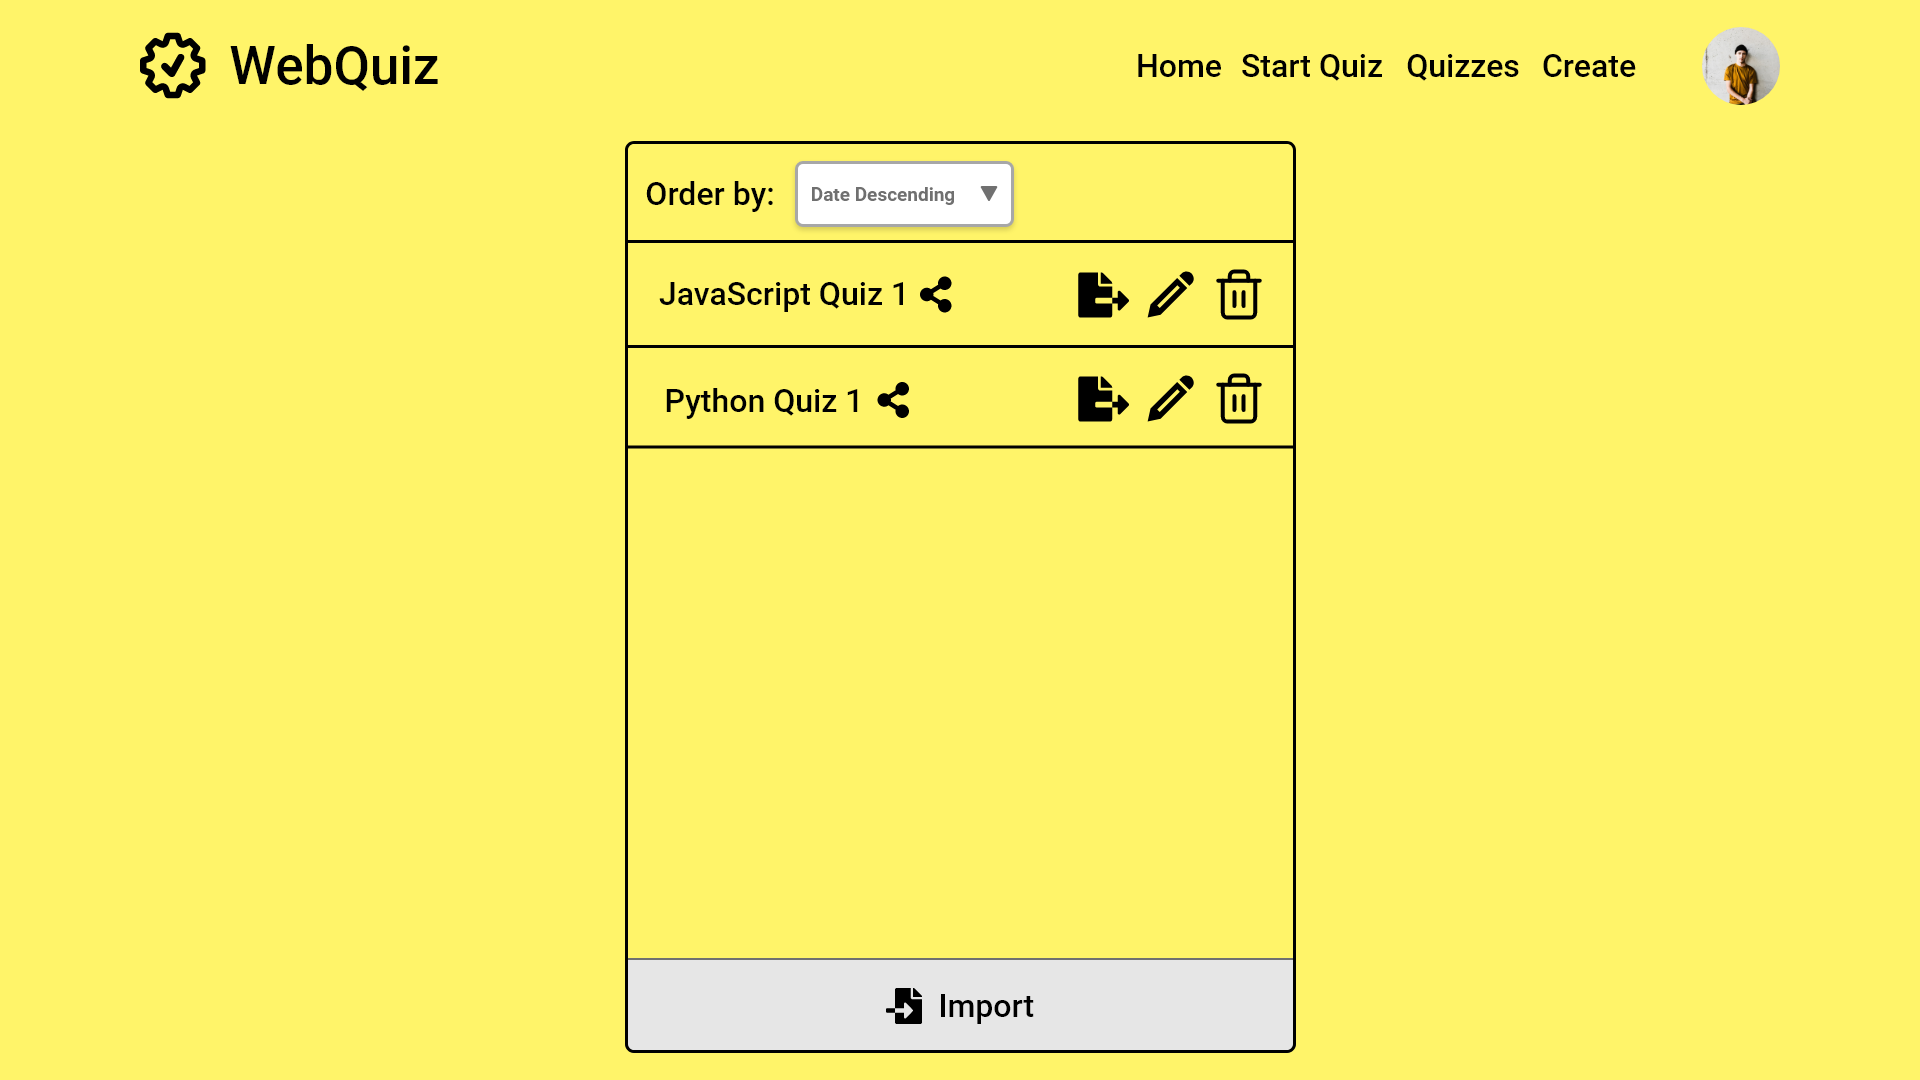 WebQuiz
Home Start Quiz Quizzes Create
Order by: Date Descending
JavaScript Quiz 1
Python Quiz 1
Import